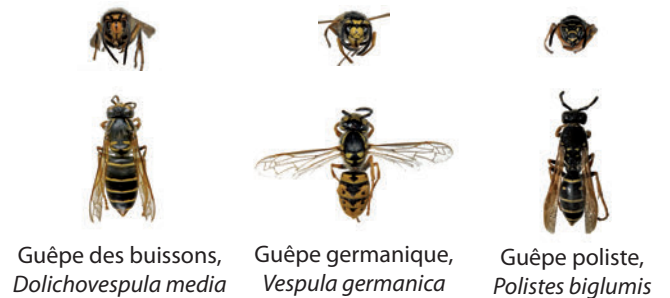 Guêpe des buissons,
Dolichovespula media
Guêpe germanique,
Vespula germanica
Guêpe poliste,
Polistes biglumis